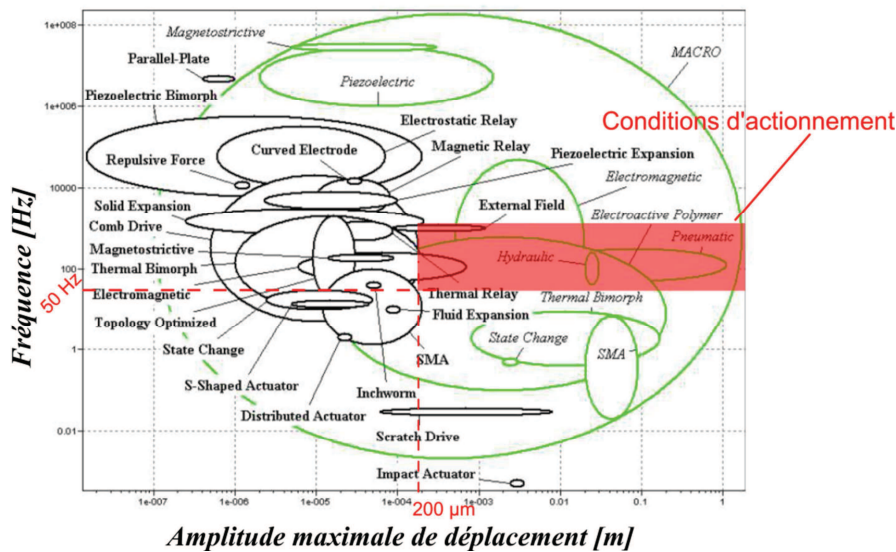 1e+008
Magnetostrictive
Parallel-Plate
MACRO
Piezoelectric
1e+006
Piezoelectric Bimorph
Conditions d'actionnement
Electrostatic Relay
Curved Electrode
Magnetic Relay
Repulsive Force
Piezoelectric Expansion
10000
Electromagnetic
Solid Expansion
External Field
Electroactive Polymer
Comb Drive
Pneumatic
Magnetostrictive
Hydraulic
100
Thermal Bimorph
50 Hz
Electromagnetic
Thermal Relay
Thermal Bimorph
Topology Optimized
Fluid Expansion
State Change
State Change
1
SMA
SMA
S-Shaped Actuator
Inchworm
Distributed Actuator
0.01
Scratch Drive
Impact Actuator
1e-007
1e-006
1e-005
1e-004
1e-003
0.01
0.1
1
200 µm
Fréquence [Hz]
Amplitude maximale de déplacement [m]